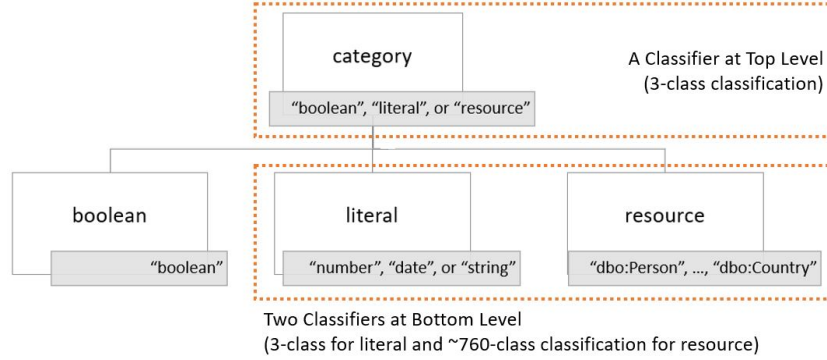 category
A Classifier at Top Level
(3-class classification)
“boolean”, “literal”, or “resource”
boolean
literal
resource
“boolean”
“number”, “date”, or “string”
“dbo:Person”, ..., “dbo:Country”
Two Classifiers at Bottom Level
(3-class for literal and ~760-class classification for resource)